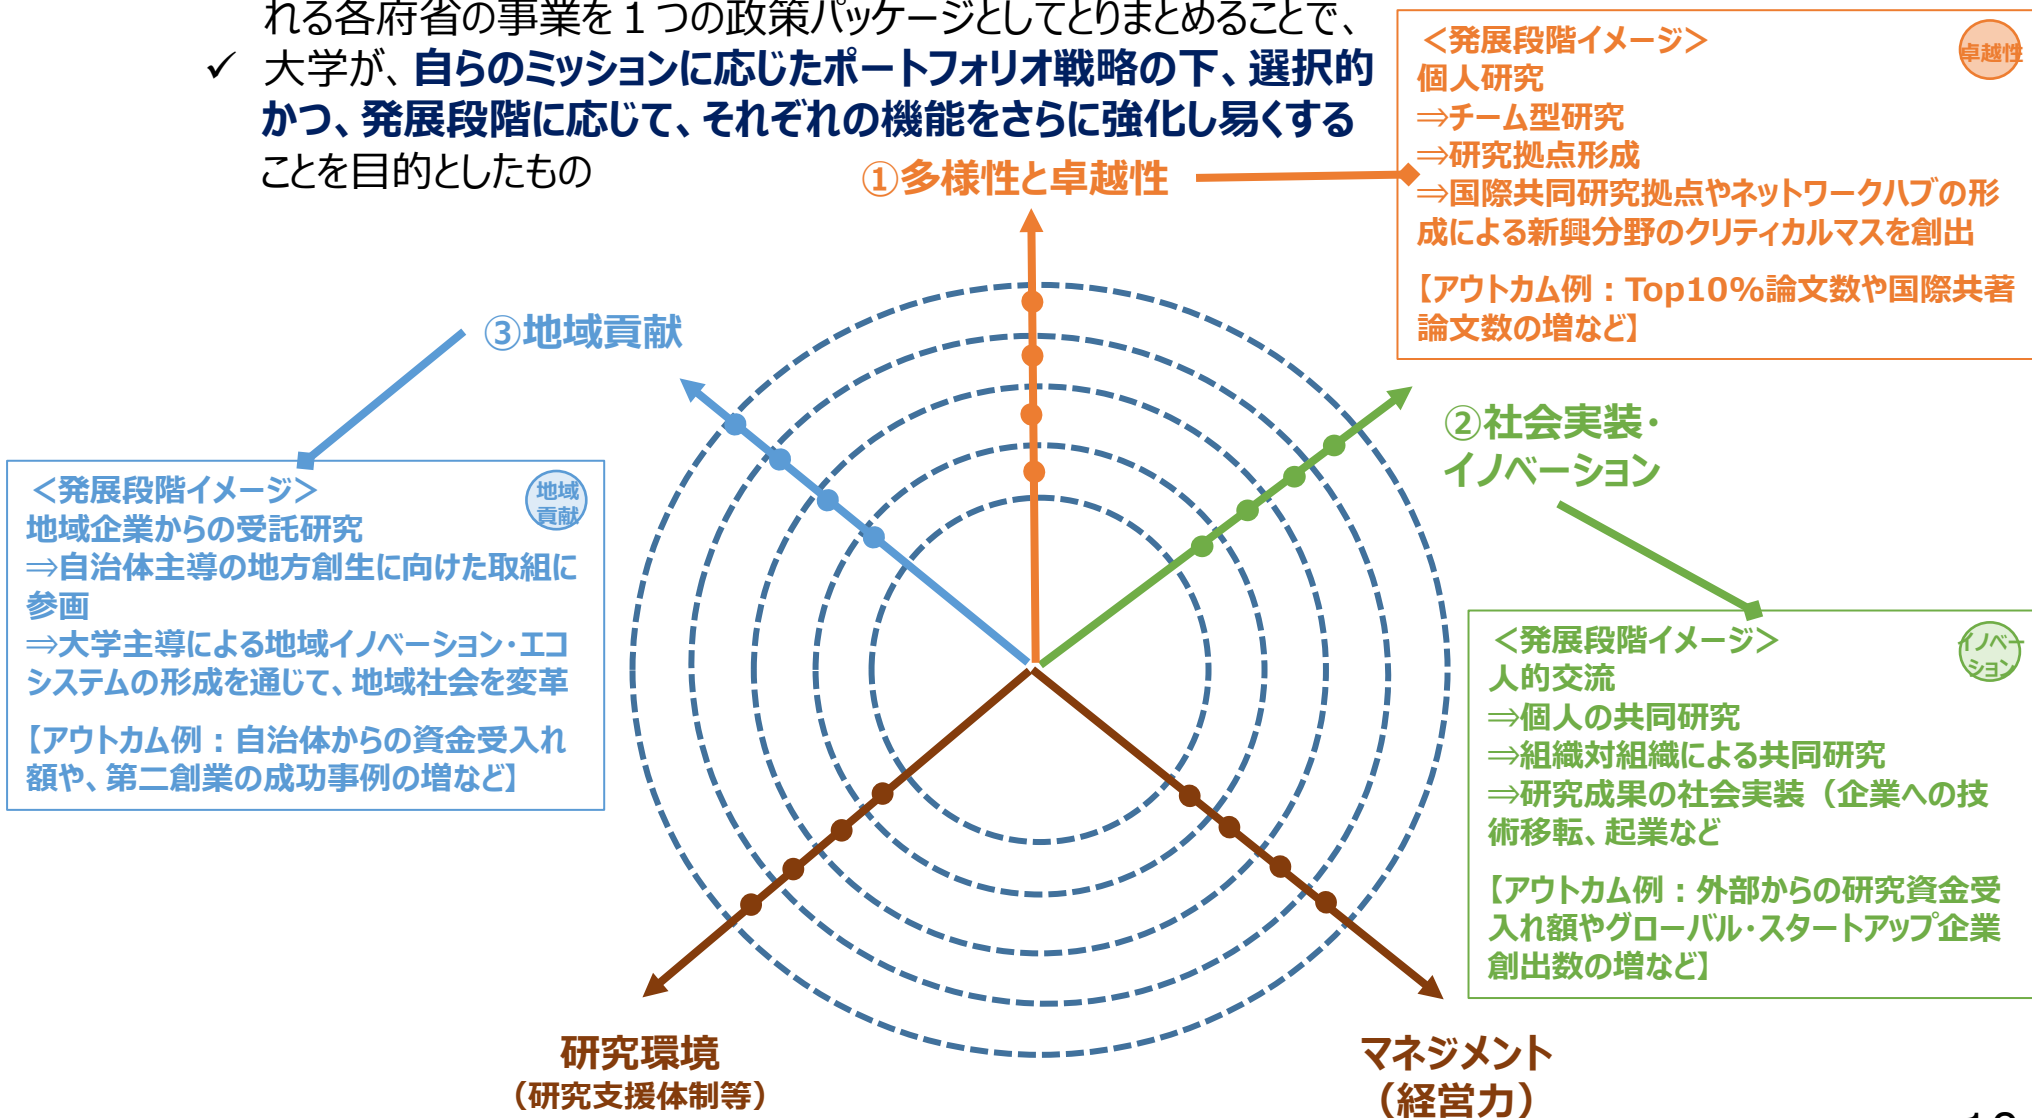 れる各府省の事業を１つの政策パッケージとしてとりまとめることで、
✓ 大学が、自らのミッションに応じたポートフォリオ戦略の下、選択的
かつ、発展段階に応じて、それぞれの機能をさらに強化し易くする
ことを目的としたもの
①多様性と卓越性
＜発展段階イメージ＞
卓越性
個人研究
⇒チーム型研究
⇒研究拠点形成
⇒国際共同研究拠点やネットワークハブの形
成による新興分野のクリティカルマスを創出
【アウトカム例：Top10%論文数や国際共著
論文数の増など】
③地域貢献
②社会実装・
イノベーション
＜発展段階イメージ＞
地域
貢献
地域企業からの受託研究
⇒自治体主導の地方創生に向けた取組に
参画
⇒大学主導による地域イノベーション・エコ
システムの形成を通じて、地域社会を変革
【アウトカム例：自治体からの資金受入れ
額や、第二創業の成功事例の増など】
＜発展段階イメージ＞
イノベー
ション
人的交流
⇒個人の共同研究
⇒組織対組織による共同研究
⇒研究成果の社会実装（企業への技
術移転、起業など
【アウトカム例：外部からの研究資金受
入れ額やグローバル・スタートアップ企業
創出数の増など】
研究環境
（研究支援体制等）
マネジメント
（経営力）